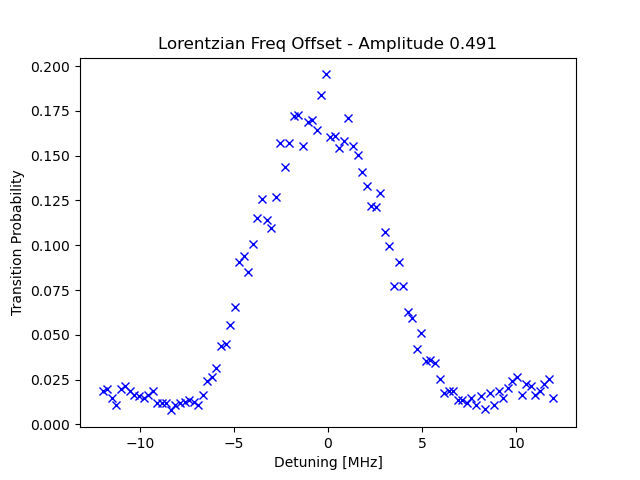 Lorentzian Freq Offset - Amplitude 0.491
0.200
0.175
0.150
0.125
0.100
0.075
0.050
0.025
0.000
Transition Probability
−10 −5 0 5 10
Detuning [MHz]